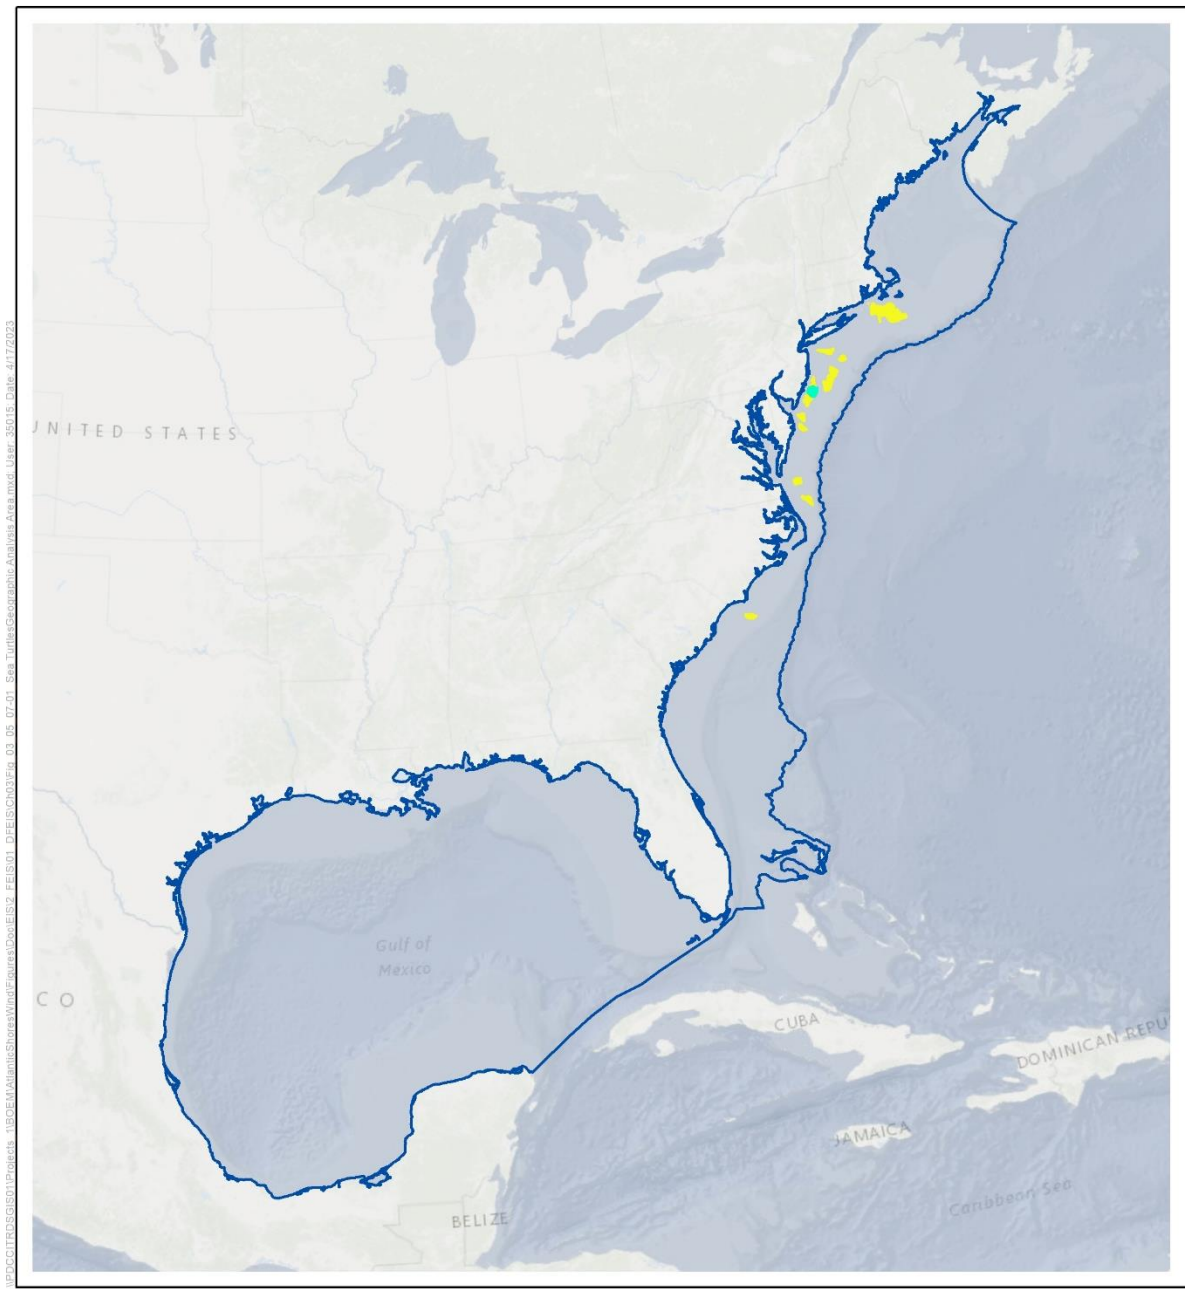 \\PDCCITRDSGIS01\Projects_1\BOEM\AtlanticShoresWind\Figures\Doc\EIS\2_FEIS\01_DFEIS\Ch03\Fig_03_05_07-01_Sea TurtlesGeographic Analysis Area.mxd, User: 35015, Date: 4/17/2023
UNITED STATES
Gulf of
México
CO
CUBA
DOMINICAN REPU
JAMAICA
Caribbean Sea
BELIZE